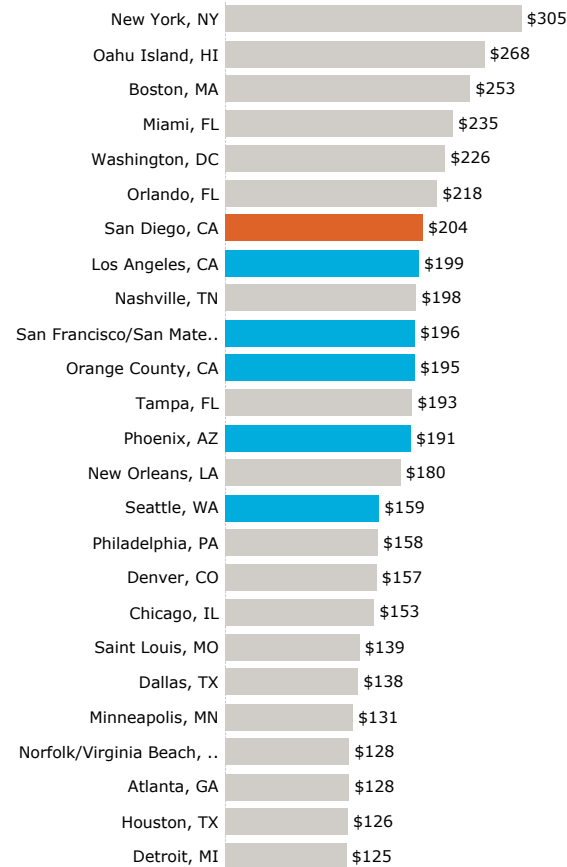 New York, NY $305
Oahu Island, HI $268
Boston, MA $253
Miami, FL $235
Washington, DC $226
Orlando, FL $218
San Diego, CA $204
Los Angeles, CA $199
Nashville, TN $198
San Francisco/San Mate.. $196
Orange County, CA $195
Tampa, FL $193
Phoenix, AZ $191
New Orleans, LA $180
Seattle, WA $159
Philadelphia, PA $158
Denver, CO $157
Chicago, IL $153
Saint Louis, MO $139
Dallas, TX $138
Minneapolis, MN $131
Norfolk/Virginia Beach, .. $128
Atlanta, GA $128
Houston, TX $126
Detroit, MI $125